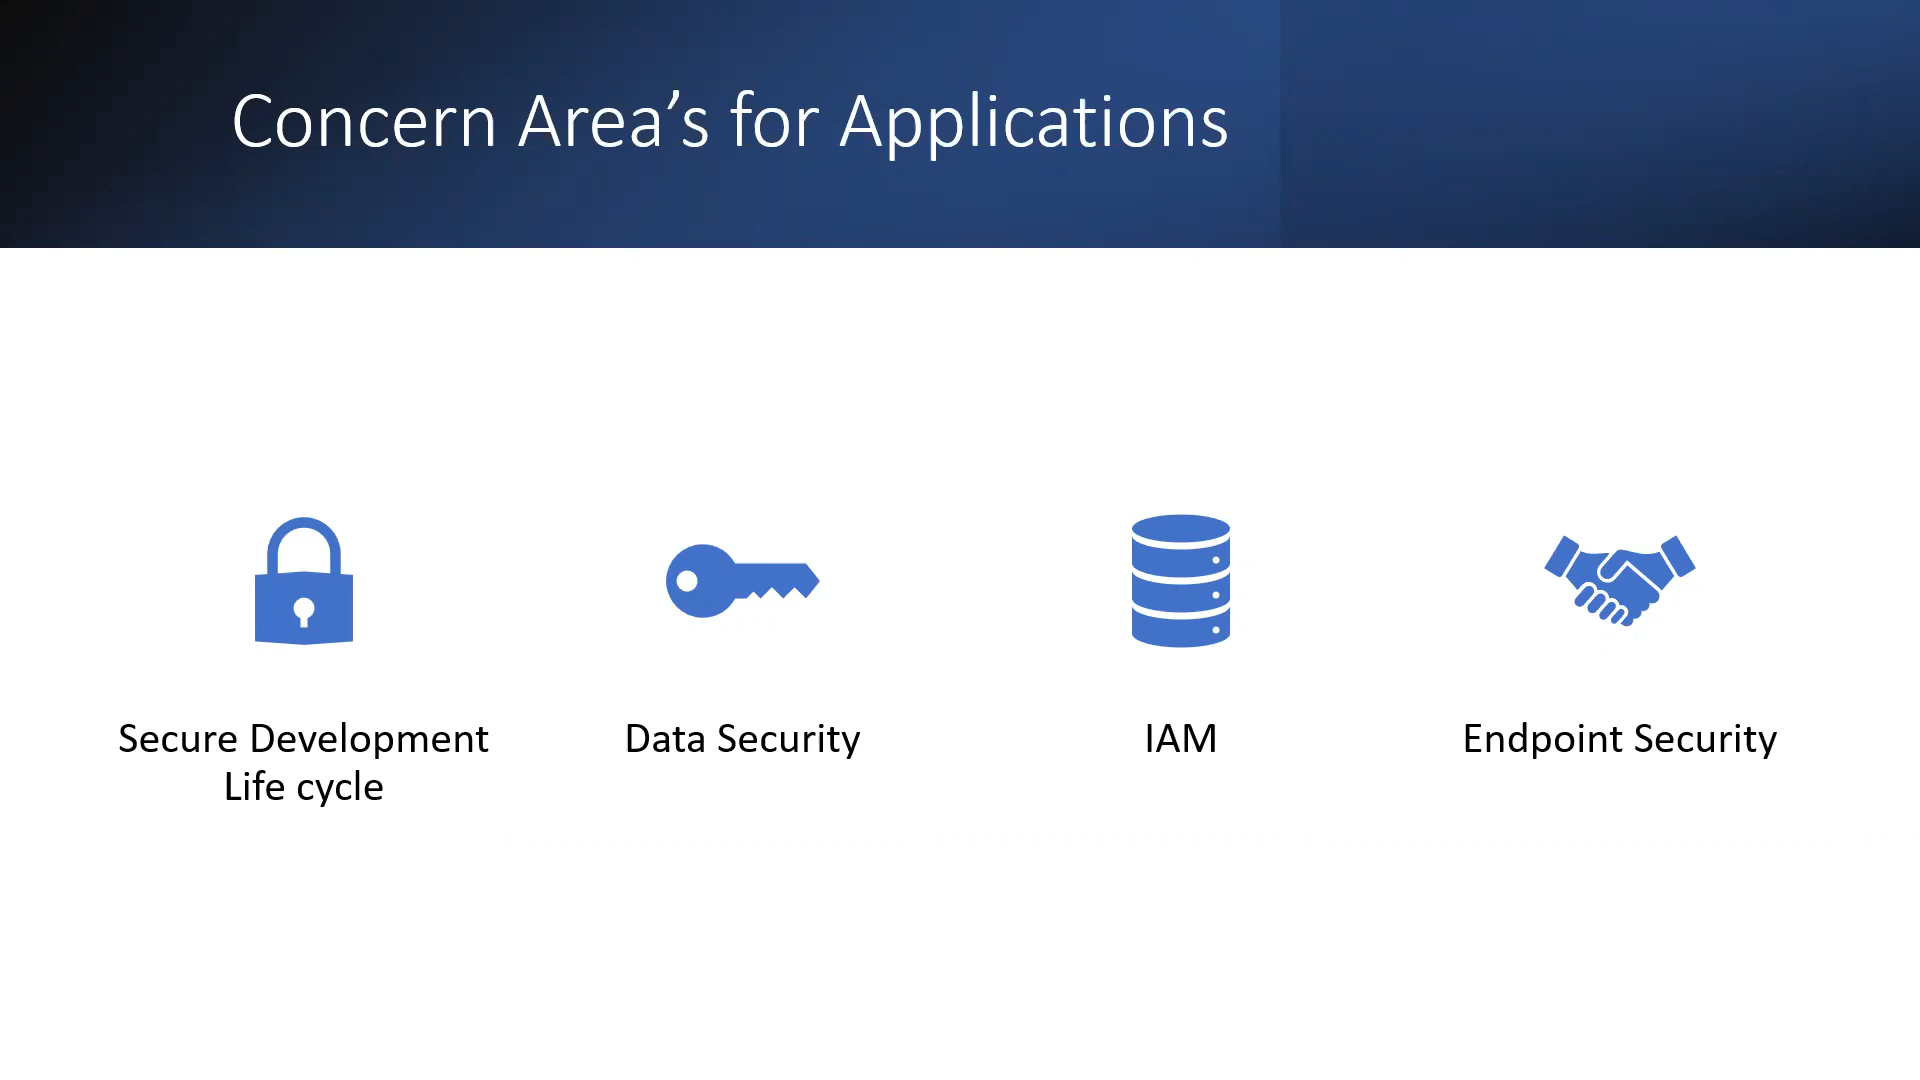 Concern Area’s for Applications
Secure Development
Life cycle
Data Security
IAM
Endpoint Security